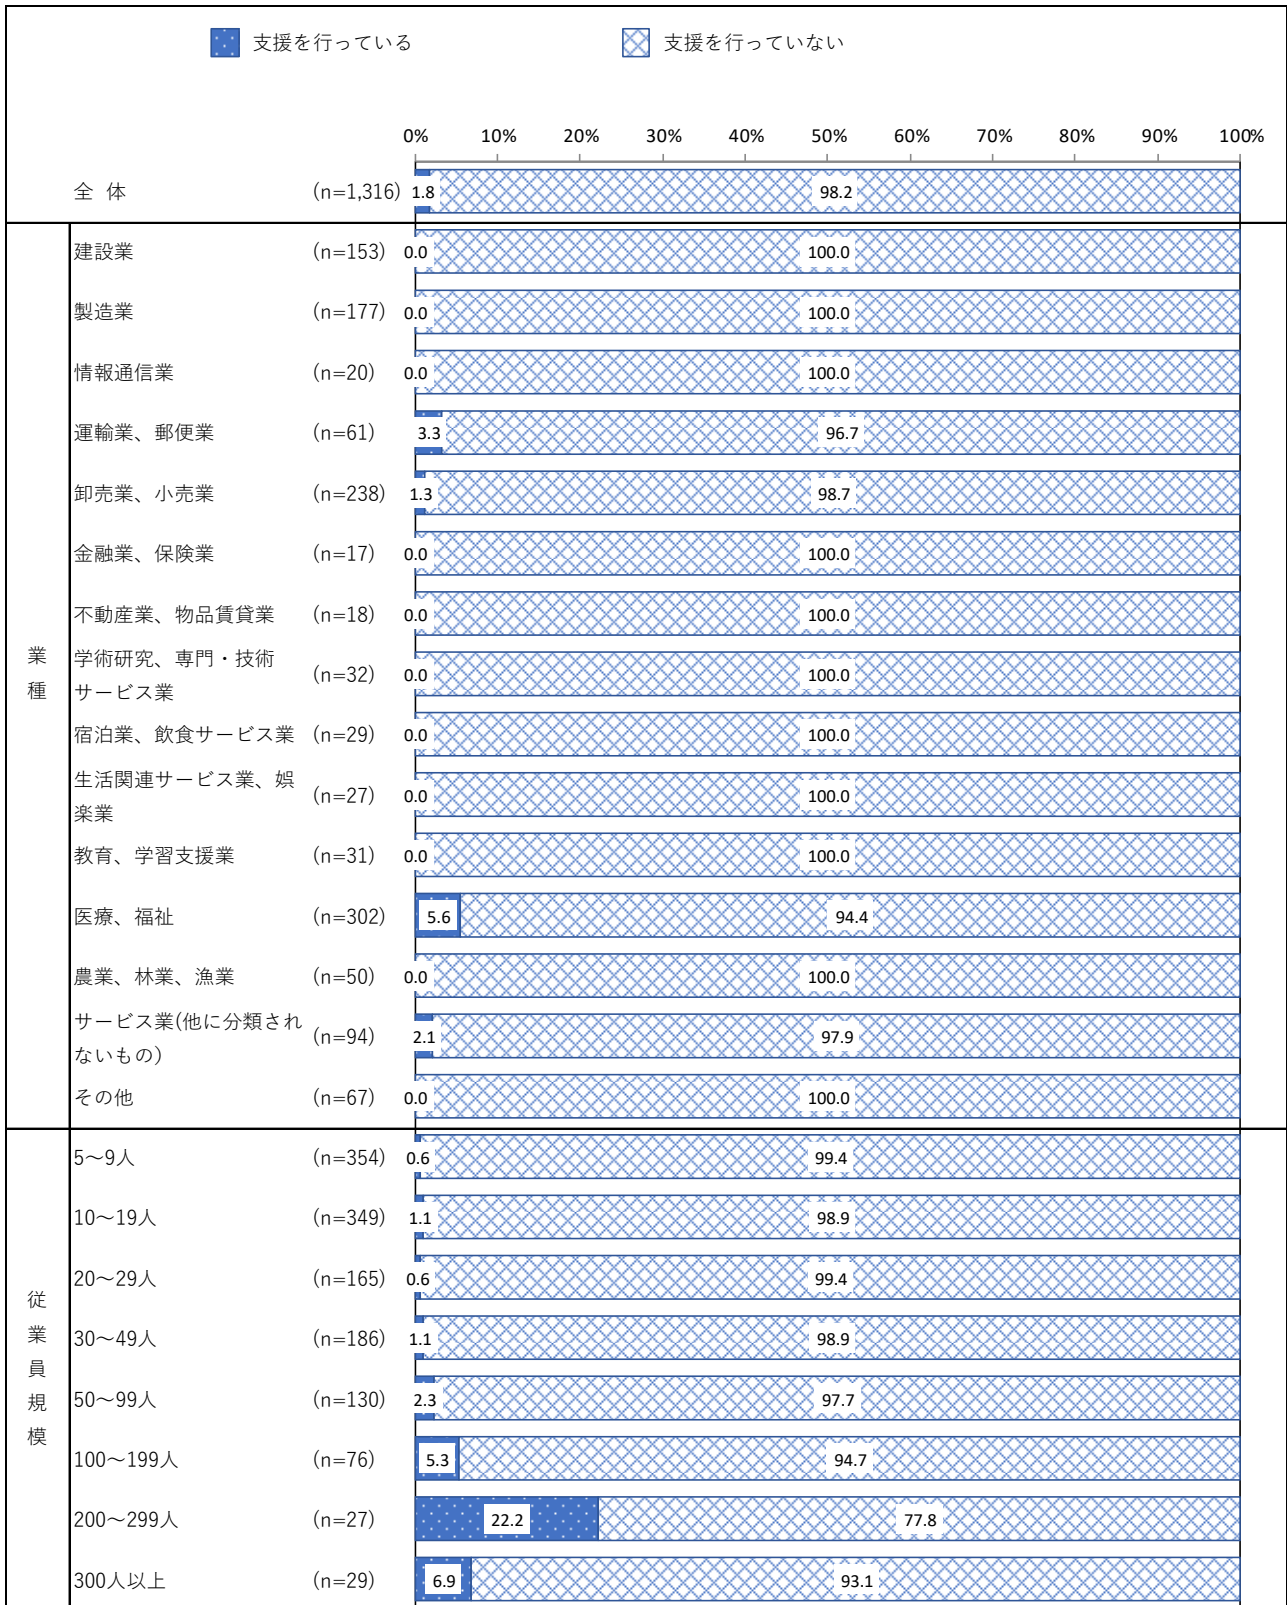 支援を行っている 支援を行っていない
0% 10% 20% 30% 40% 50% 60% 70% 80% 90% 100%
全 体 (n=1,316) 1.8 98.2
業種
建設業 (n=153) 0.0 100.0
製造業 (n=177) 0.0 100.0
情報通信業 (n=20) 0.0 100.0
運輸業、郵便業 (n=61) 3.3 96.7
卸売業、小売業 (n=238) 1.3 98.7
金融業、保険業 (n=17) 0.0 100.0
不動産業、物品賃貸業 (n=18) 0.0 100.0
学術研究、専門・技術
サービス業 (n=32) 0.0 100.0
宿泊業、飲食サービス業 (n=29) 0.0 100.0
生活関連サービス業、娯
楽業 (n=27) 0.0 100.0
教育、学習支援業 (n=31) 0.0 100.0
医療、福祉 (n=302) 5.6 94.4
農業、林業、漁業 (n=50) 0.0 100.0
サービス業(他に分類され
ないもの) (n=94) 2.1 97.9
その他 (n=67) 0.0 100.0
従業員規模
5～9人 (n=354) 0.6 99.4
10～19人 (n=349) 1.1 98.9
20～29人 (n=165) 0.6 99.4
30～49人 (n=186) 1.1 98.9
50～99人 (n=130) 2.3 97.7
100～199人 (n=76) 5.3 94.7
200～299人 (n=27) 22.2 77.8
300人以上 (n=29) 6.9 93.1